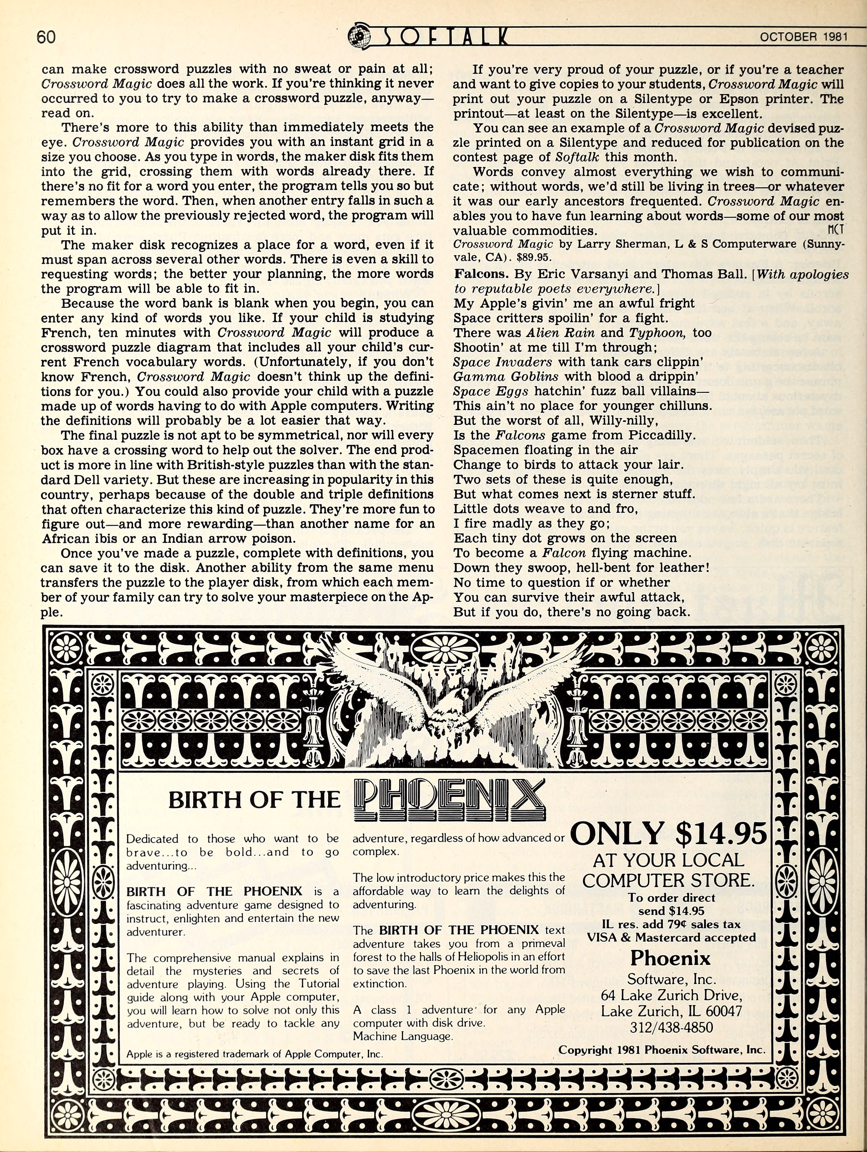 60
SOFTALK
OCTOBER 1981
can make crossword puzzles with no sweat or pain at all;
Crossword Magic does all the work. If you're thinking it never
occurred to you to try to make a crossword puzzle, anyway—
read on.
There's more to this ability than immediately meets the
eye. Crossword Magic provides you with an instant grid in a
size you choose. As you type in words, the maker disk fits them
into the grid, crossing them with words already there. If
there's no fit for a word you enter, the program tells you so but
remembers the word. Then, when another entry falls in such a
way as to allow the previously rejected word, the program will
put it in.
The maker disk recognizes a place for a word, even if it
must span across several other words. There is even a skill to
requesting words; the better your planning, the more words
the program will be able to fit in.
Because the word bank is blank when you begin, you can
enter any kind of words you like. If your child is studying
French, ten minutes with Crossword Magic will produce a
crossword puzzle diagram that includes all your child's cur-
rent French vocabulary words. (Unfortunately, if you don't
know French, Crossword Magic doesn't think up the defini-
tions for you.) You could also provide your child with a puzzle
made up of words having to do with Apple computers. Writing
the definitions will probably be a lot easier that way.
The final puzzle is not apt to be symmetrical, nor will every
box have a crossing word to help out the solver. The end prod-
uct is more in line with British-style puzzles than with the stan-
dard Dell variety. But these are increasing in popularity in this
country, perhaps because of the double and triple definitions
that often characterize this kind of puzzle. They're more fun to
figure out—and more rewarding—than another name for an
African ibis or an Indian arrow poison.
Once you've made a puzzle, complete with definitions, you
can save it to the disk. Another ability from the same menu
transfers the puzzle to the player disk, from which each mem-
ber of your family can try to solve your masterpiece on the Ap-
ple.
If you're very proud of your puzzle, or if you're a teacher
and want to give copies to your students, Crossword Magic will
print out your puzzle on a Silentype or Epson printer. The
printout—at least on the Silentype—is excellent.
You can see an example of a Crossword Magic devised puz-
zle printed on a Silentype and reduced for publication on the
contest page of Softalk this month.
Words convey almost everything we wish to communi-
cate; without words, we'd still be living in trees—or whatever
it was our early ancestors frequented. Crossword Magic en-
ables you to have fun learning about words—some of our most
valuable commodities. MCT
Crossword Magic by Larry Sherman, L & S Computerware (Sunny-
vale, CA). $89.95.
Falcons. By Eric Varsanyi and Thomas Ball. [With apologies
to reputable poets everywhere.]
My Apple's givin' me an awful fright
Space critters spoilin' for a fight.
There was Alien Rain and Typhoon, too
Shootin' at me till I'm through;
Space Invaders with tank cars clippin'
Gamma Goblins with blood a drippin'
Space Eggs hatchin' fuzz ball villains—
This ain't no place for younger chilluns.
But the worst of all, Willy-nilly,
Is the Falcons game from Piccadilly.
Spacemen floating in the air
Change to birds to attack your lair.
Two sets of these is quite enough,
But what comes next is sterner stuff.
Little dots weave to and fro,
I fire madly as they go;
Each tiny dot grows on the screen
To become a Falcon flying machine.
Down they swoop, hell-bent for leather!
No time to question if or whether
You can survive their awful attack,
But if you do, there's no going back.
BIRTH OF THE PHOENIX
Dedicated to those who want to be
brave...to be bold...and to go
adventuring...
BIRTH OF THE PHOENIX is a
fascinating adventure game designed to
instruct, enlighten and entertain the new
adventurer.
The comprehensive manual explains in
detail the mysteries and secrets of
adventure playing. Using the Tutorial
guide along with your Apple computer,
you will learn how to solve not only this
adventure, but be ready to tackle any
Apple is a registered trademark of Apple Computer, Inc.
adventure, regardless of how advanced or
complex.
The low introductory price makes this the
affordable way to learn the delights of
adventuring.
The BIRTH OF THE PHOENIX text
adventure takes you from a primeval
forest to the halls of Heliopolis in an effort
to save the last Phoenix in the world from
extinction.
A class 1 adventure for any Apple
computer with disk drive.
Machine Language.
ONLY $14.95
AT YOUR LOCAL
COMPUTER STORE.
To order direct
send $14.95
IL res. add 79¢ sales tax
VISA & Mastercard accepted
Phoenix
Software, Inc.
64 Lake Zurich Drive,
Lake Zurich, IL 60047
312/438-4850
Copyright 1981 Phoenix Software, Inc.